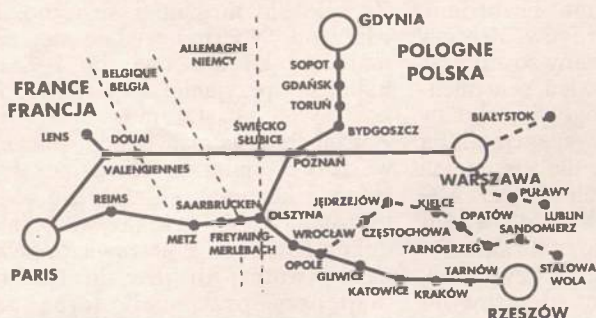 GDYNIA
ALLEMAGNE
NIEMCY
POLOGNE
POLSKA
SOPOT
GDAŃSK
TORUŃ
BYDGOSZCZ
BELGIQUE
BELGIA
FRANCE
FRANCJA
LENS
DOUAI
VALENGIENNES
ŚWIĘCKO
SŁUBICE
POZNAŃ
BIAŁYSTOK
WARSZAWA
PUŁAWY
LUBLIN
REIMS
SAARBRÜCKEN
OLSZYNA
JĘDRZEJÓW
KIELCE
WROCŁAW
CZĘSTOCHOWA
OPATÓW
SANDOMIERZ
METZ
FREYMING-
MERLEBACH
OPOLE
TARNOBRZEG
STALOWA
WOLA
PARIS
GLIWICE
KATOWICE
KRAKÓW
TARNÓW
RZESZÓW